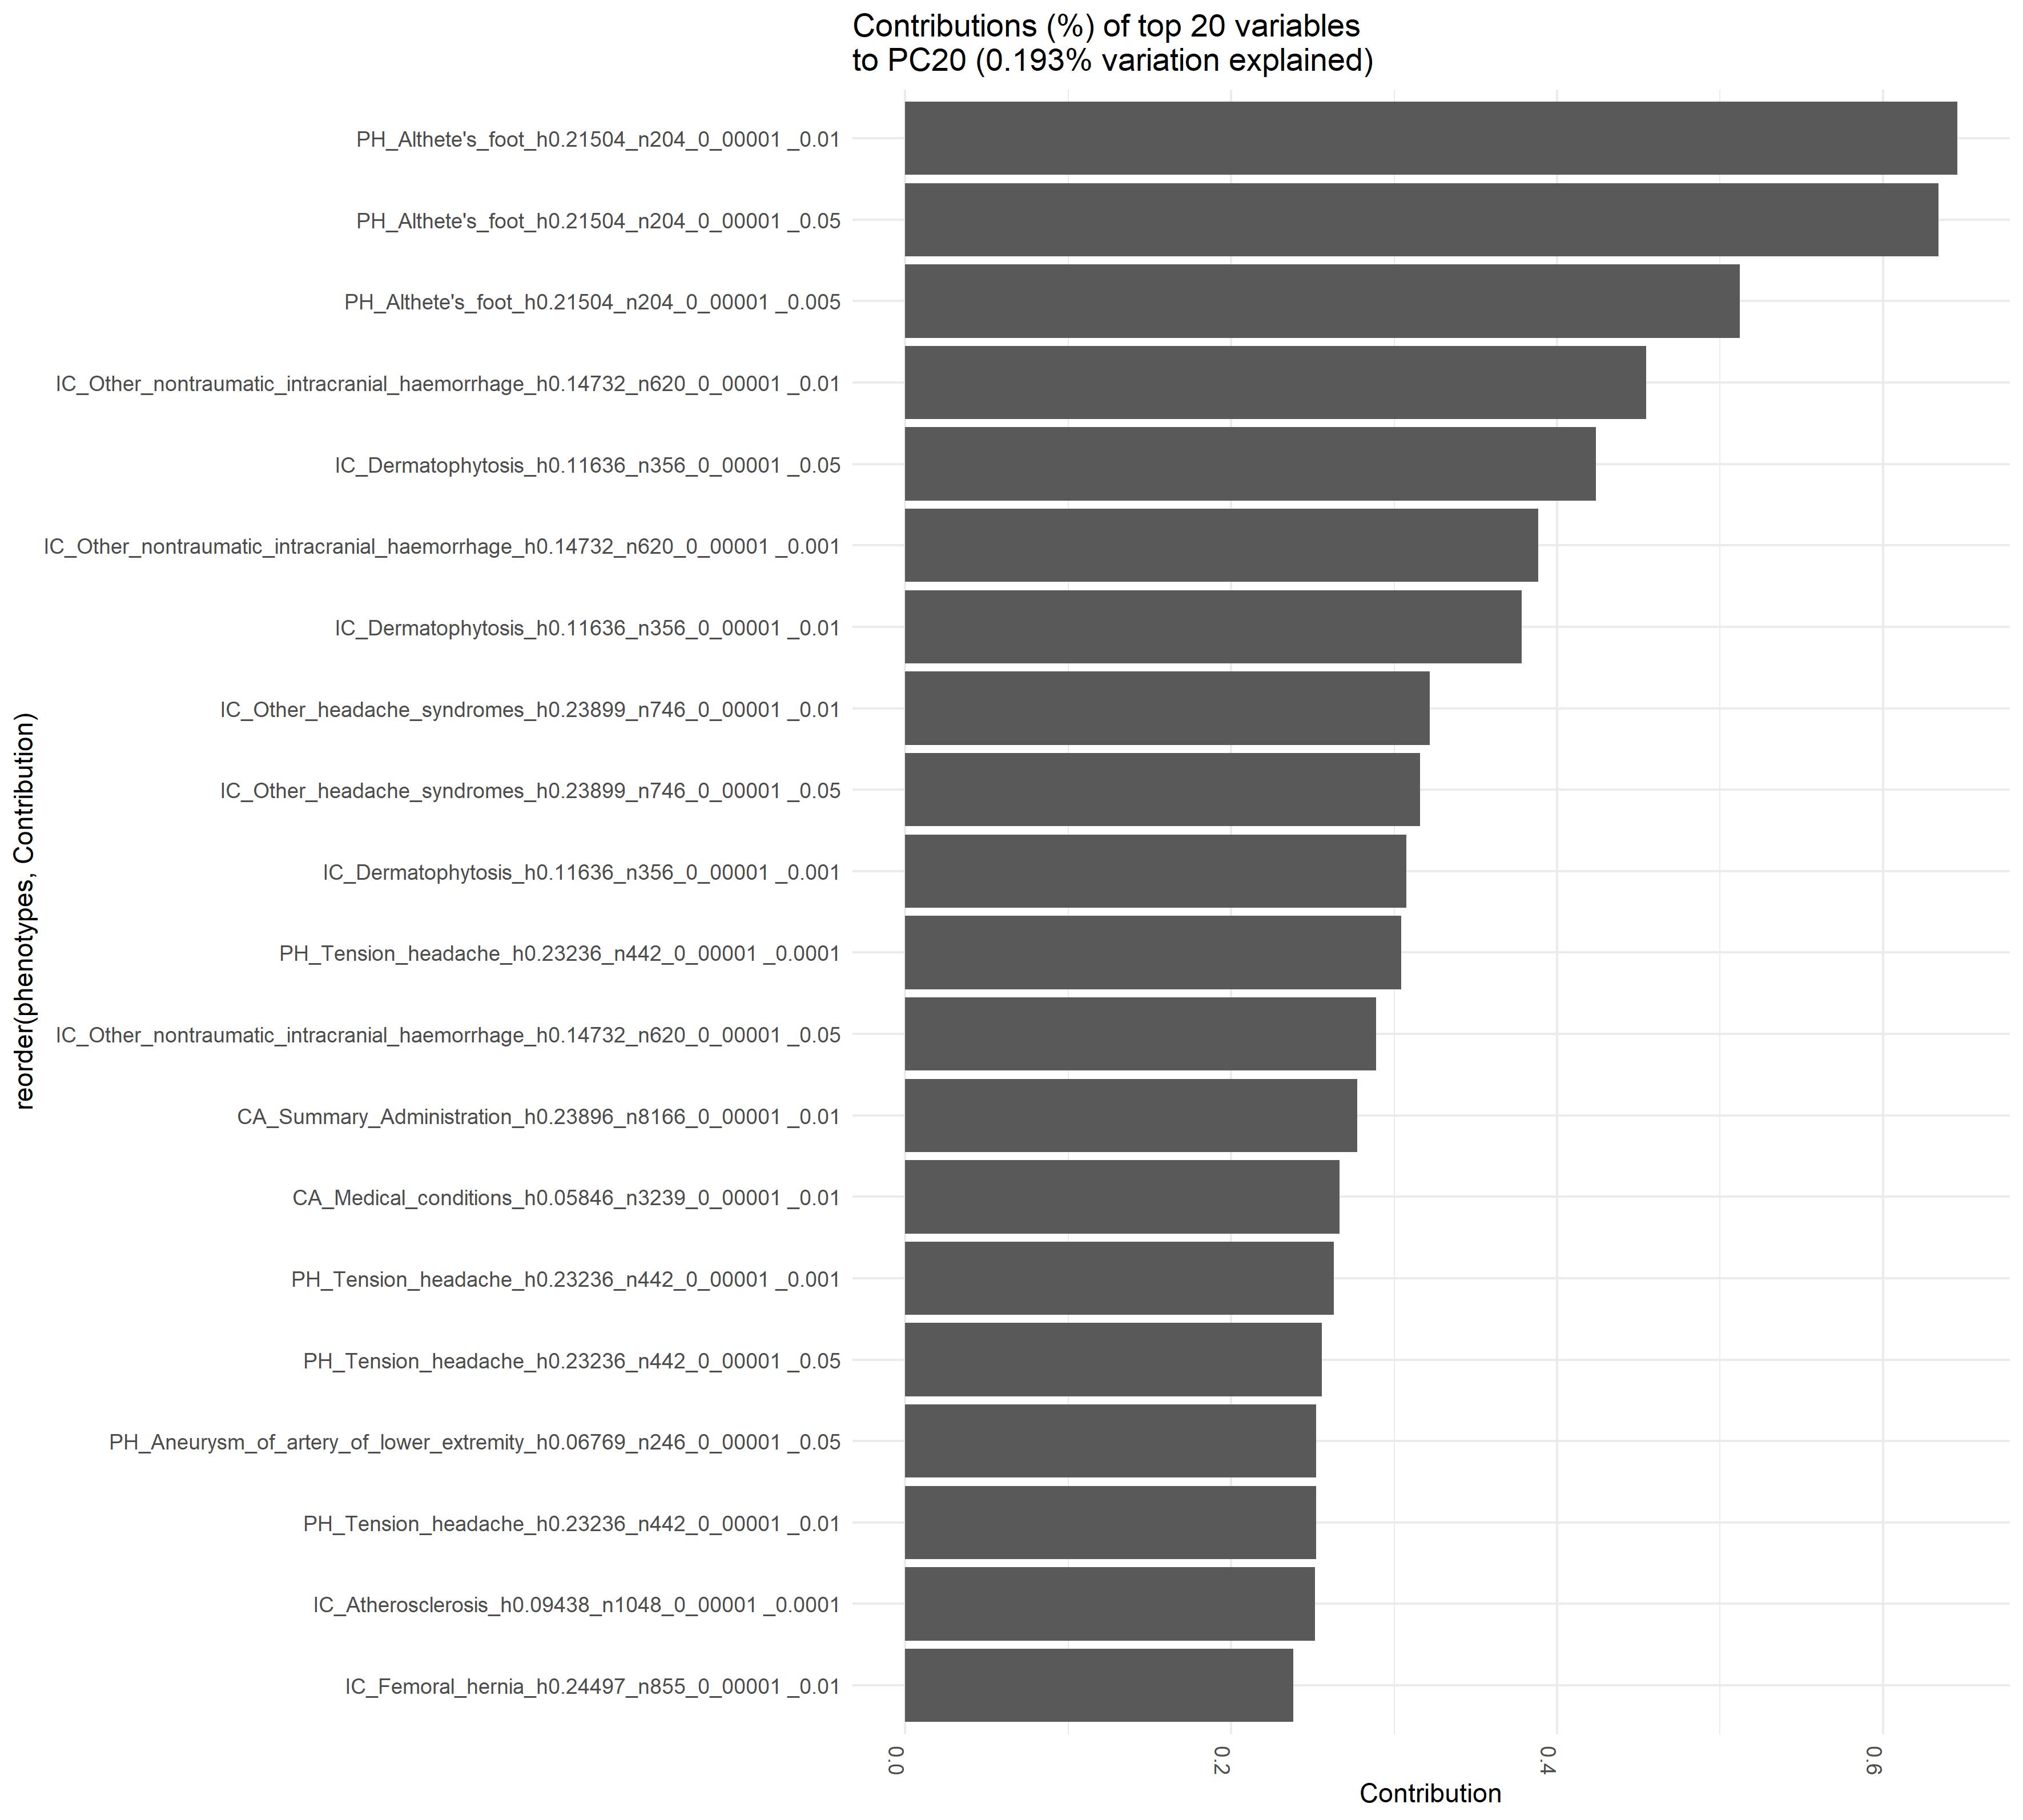 Contributions (%) of top 20 variables
to PC20 (0.193% variation explained)
PH_Althete's_foot_h0.21504_n204_0_00001 _0.01
PH_Althete's_foot_h0.21504_n204_0_00001 _0.05
PH_Althete's_foot_h0.21504_n204_0_00001 _0.005
IC_Other_nontraumatic_intracranial_haemorrhage_h0.14732_n620_0_00001 _0.01
IC_Dermatophytosis_h0.11636_n356_0_00001 _0.05
IC_Other_nontraumatic_intracranial_haemorrhage_h0.14732_n620_0_00001 _0.001
IC_Dermatophytosis_h0.11636_n356_0_00001 _0.01
IC_Other_headache_syndromes_h0.23899_n746_0_00001 _0.01
IC_Other_headache_syndromes_h0.23899_n746_0_00001 _0.05
IC_Dermatophytosis_h0.11636_n356_0_00001 _0.001
PH_Tension_headache_h0.23236_n442_0_00001 _0.0001
IC_Other_nontraumatic_intracranial_haemorrhage_h0.14732_n620_0_00001 _0.05
CA_Summary_Administration_h0.23896_n8166_0_00001 _0.01
CA_Medical_conditions_h0.05846_n3239_0_00001 _0.01
PH_Tension_headache_h0.23236_n442_0_00001 _0.001
PH_Tension_headache_h0.23236_n442_0_00001 _0.05
PH_Aneurysm_of_artery_of_lower_extremity_h0.06769_n246_0_00001 _0.05
PH_Tension_headache_h0.23236_n442_0_00001 _0.01
IC_Atherosclerosis_h0.09438_n1048_0_00001 _0.0001
IC_Femoral_hernia_h0.24497_n855_0_00001 _0.01
reorder(phenotypes, Contribution)
0.0
0.2
0.4
0.6
Contribution